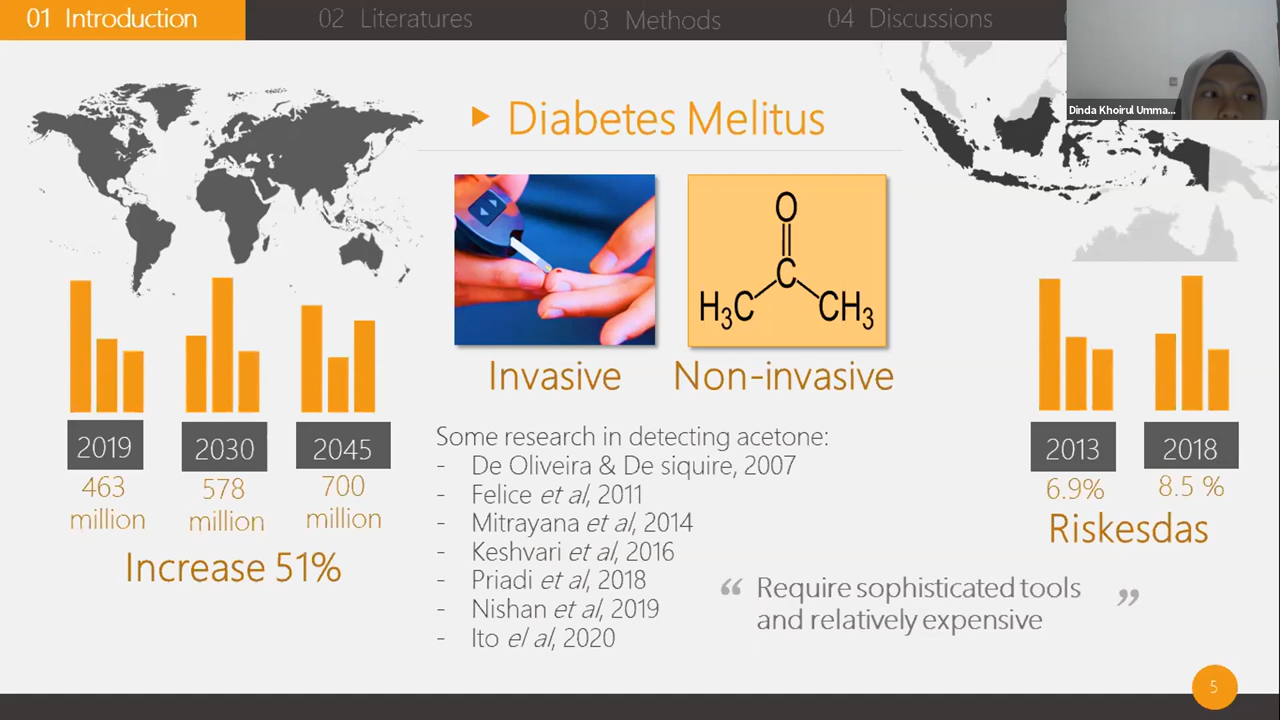 01 Introduction
02 Literatures
03 Methods
04 Discussions
Dinda Khoirul Umma...
Diabetes Melitus
O
C
H3C
CH3
Invasive
Non-invasive
2019
2030
2045
463 million
578 million
700 million
Increase 51%
Some research in detecting acetone:
- De Oliveira & De siquire, 2007
- Felice et al, 2011
- Mitrayana et al, 2014
- Keshvari et al, 2016
- Priadi et al, 2018
- Nishan et al, 2019
- Ito el al, 2020
2013
2018
6.9%
8.5 %
Riskesdas
“ Require sophisticated tools
and relatively expensive ”
5